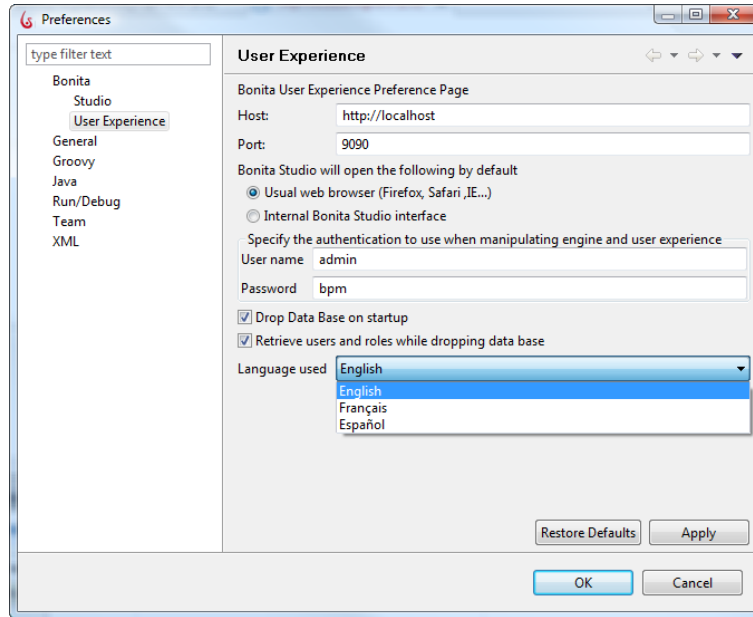 Preferences
type filter text
Bonita
Studio
User Experience
General
Groovy
Java
Run/Debug
Team
XML
User Experience
Bonita User Experience Preference Page
Host: http://localhost
Port: 9090
Bonita Studio will open the following by default
Usual web browser (Firefox, Safari ,IE...)
Internal Bonita Studio interface
Specify the authentication to use when manipulating engine and user experience
User name admin
Password bpm
Drop Data Base on startup
Retrieve users and roles while dropping data base
Language used English
English
Français
Español
Restore Defaults Apply
OK Cancel